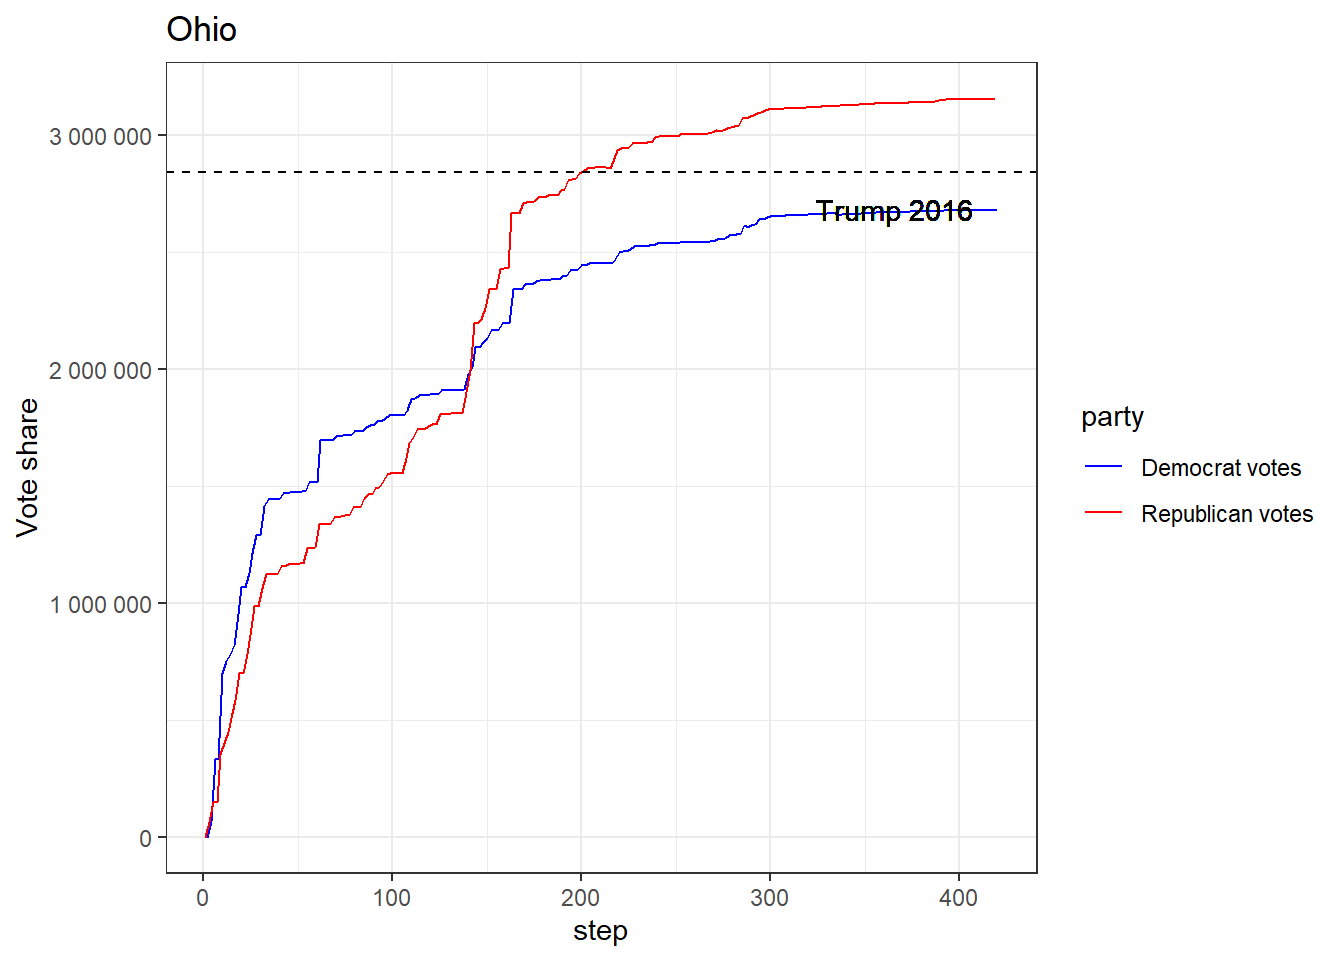 Ohio
Vote share
3 000 000
2 000 000
1 000 000
0
Trump 2016
0 100 200 300 400
step
party
Democrat votes
Republican votes